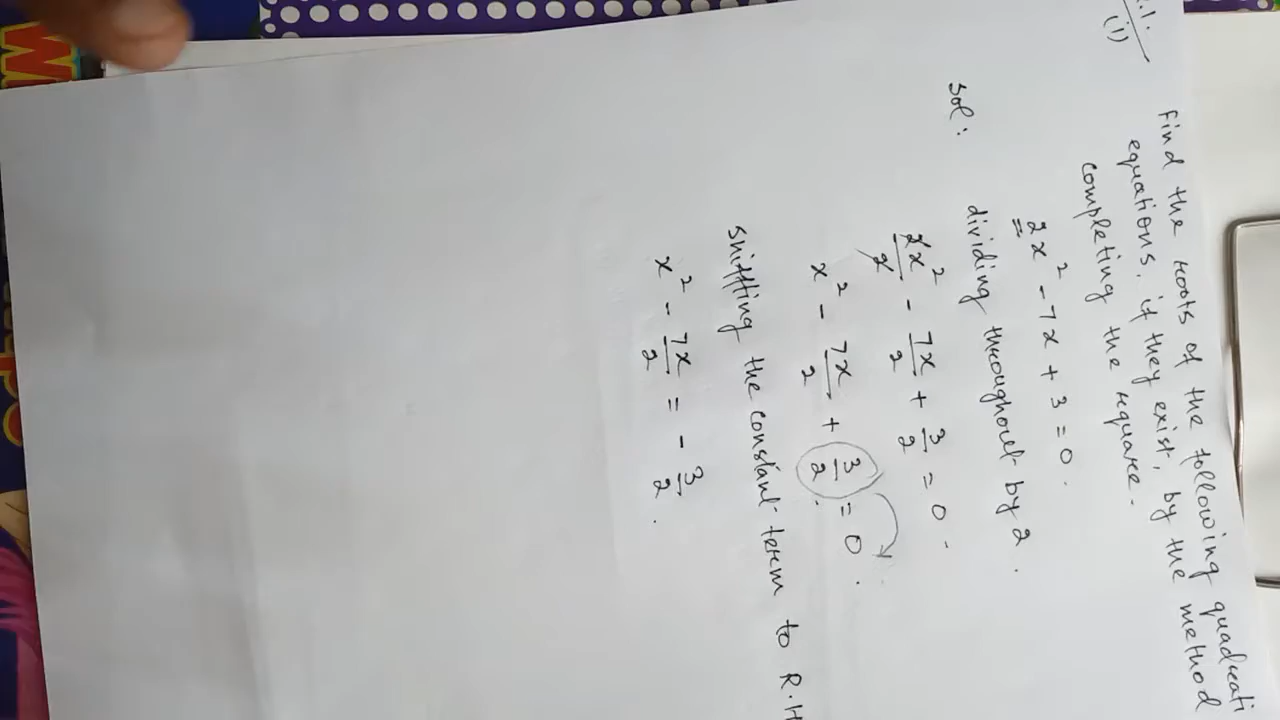 .1.
(i)
Find the roots of the following quadrati
equations, if they exist, by the method
completing the square.
2x² - 7x + 3 = 0.
Sol:
dividing throughout by 2.
2x²/2 - 7x/2 + 3/2 = 0.
x² - 7x/2 + 3/2 = 0.
shiffting the constant term to R.H
x² - 7x/2 = - 3/2.